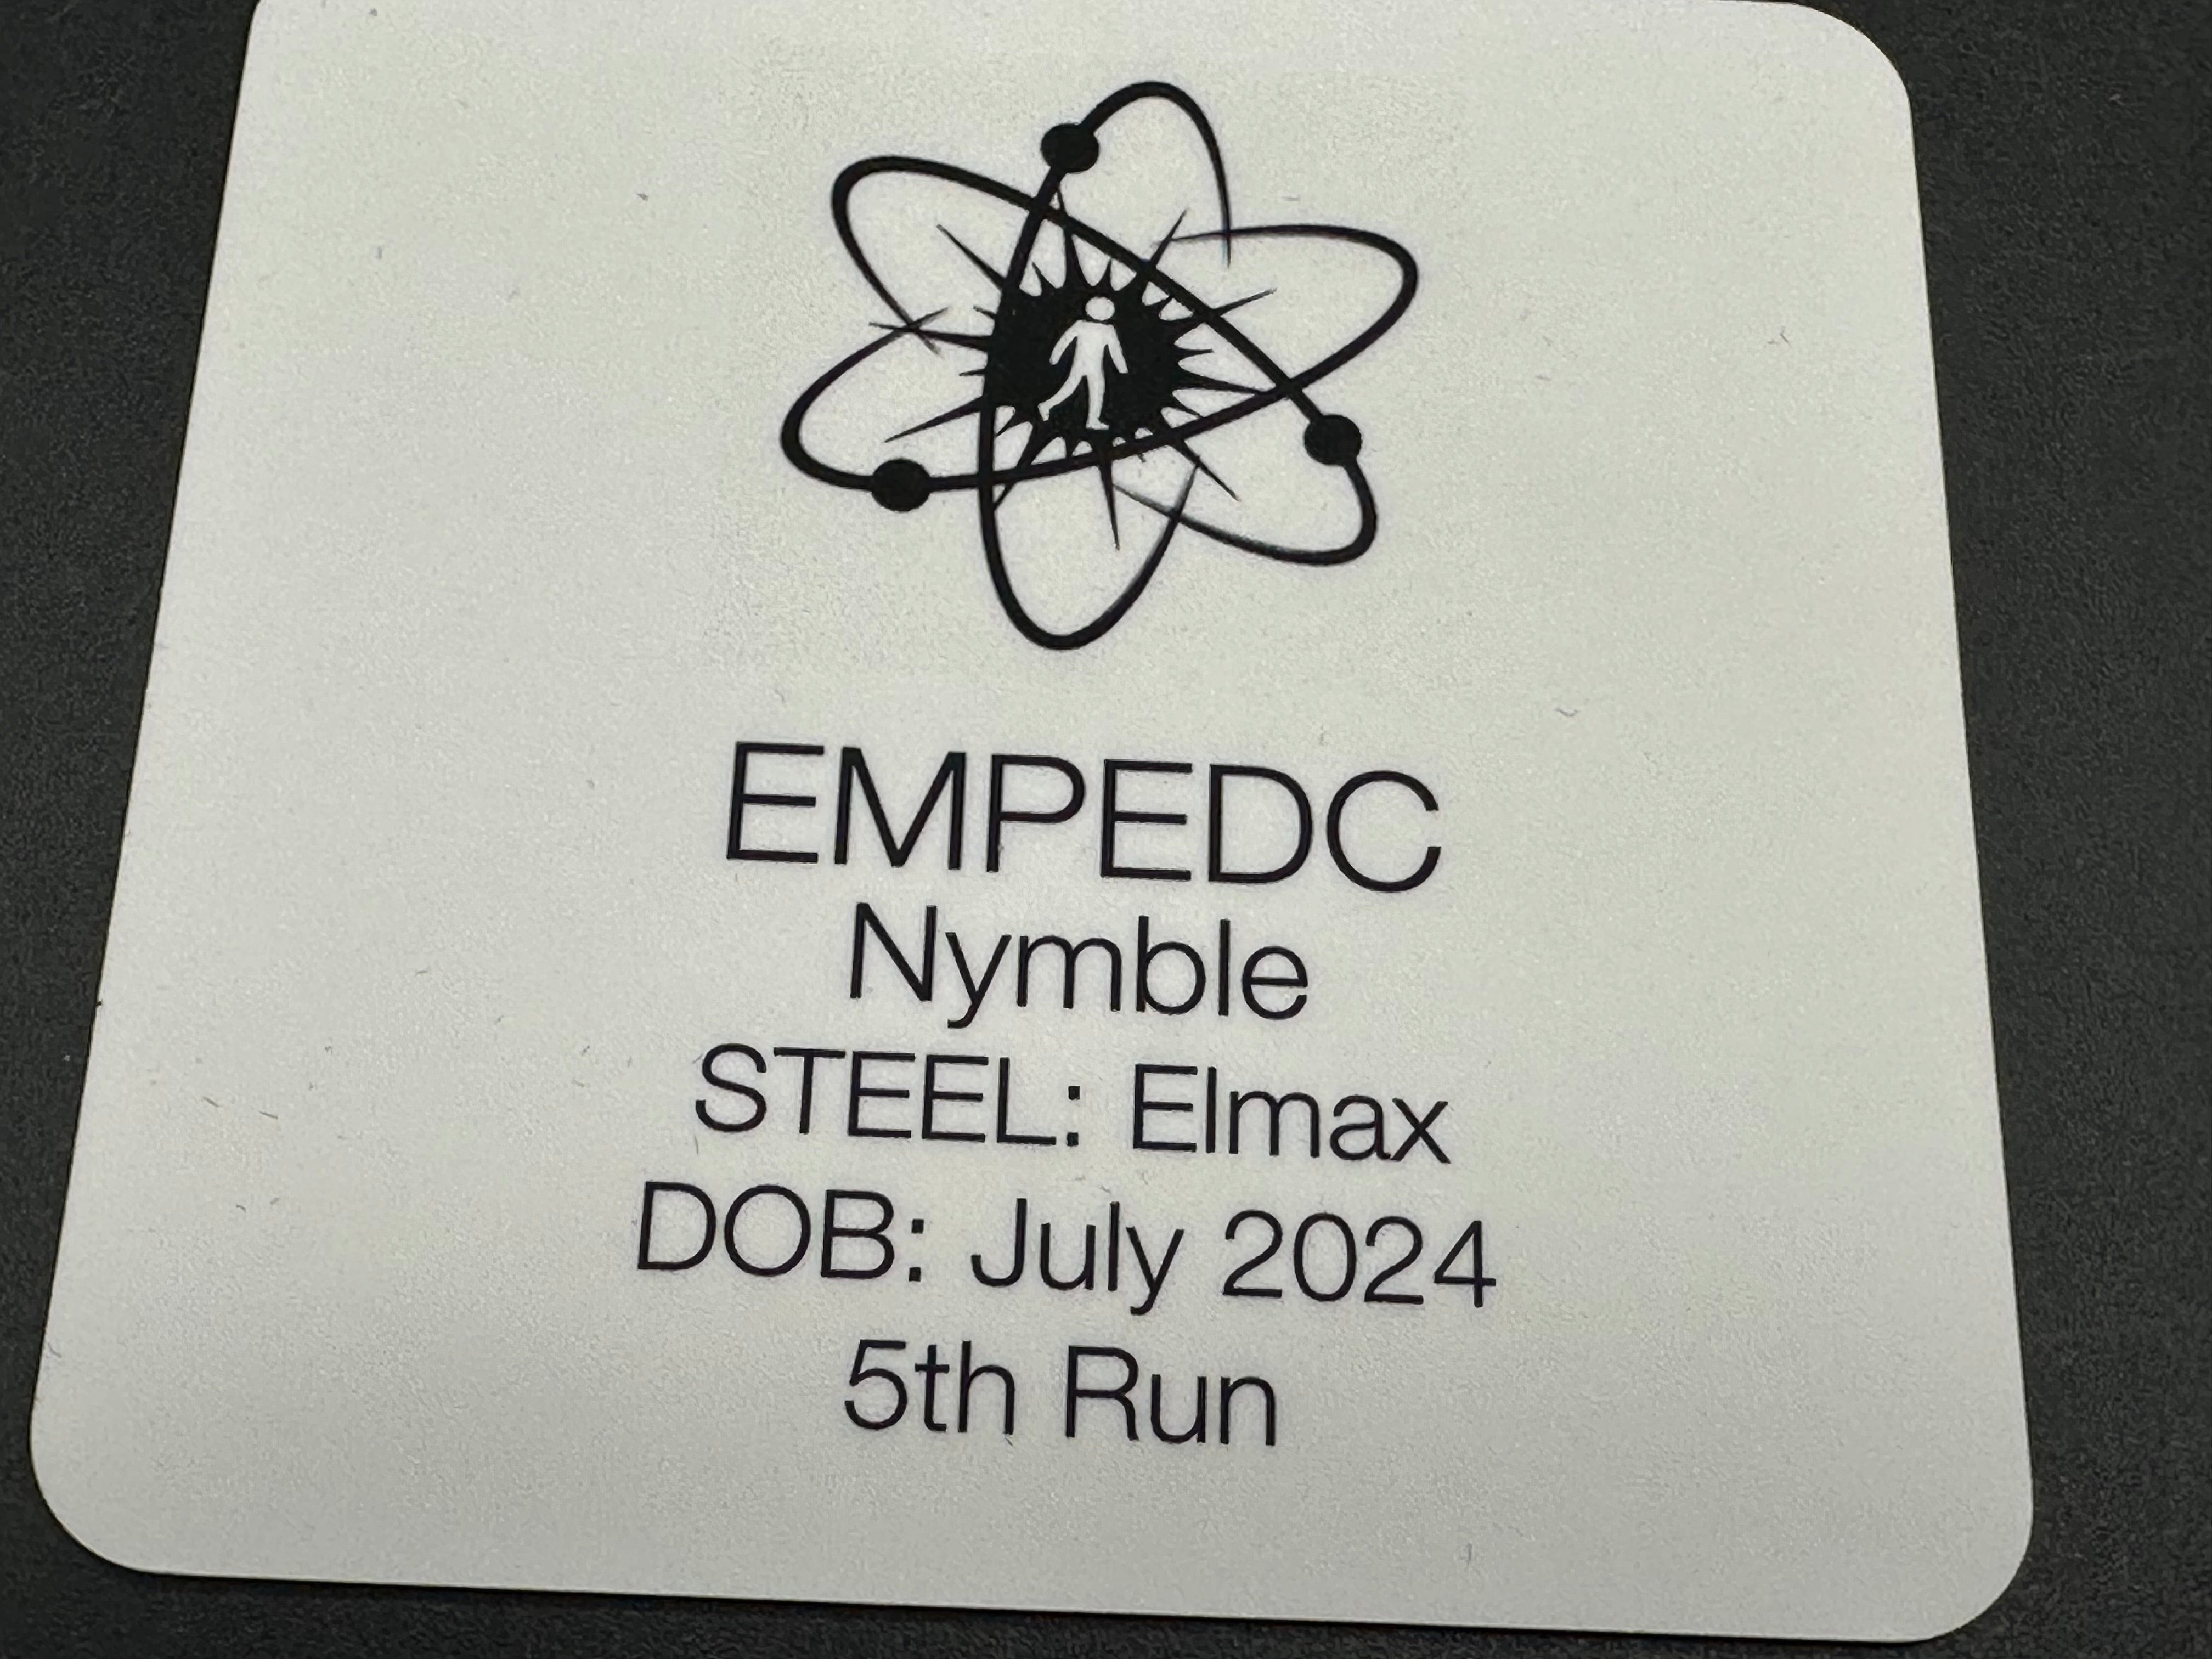 EMPEDC
Nymble
STEEL: Elmax
DOB: July 2024
5th Run